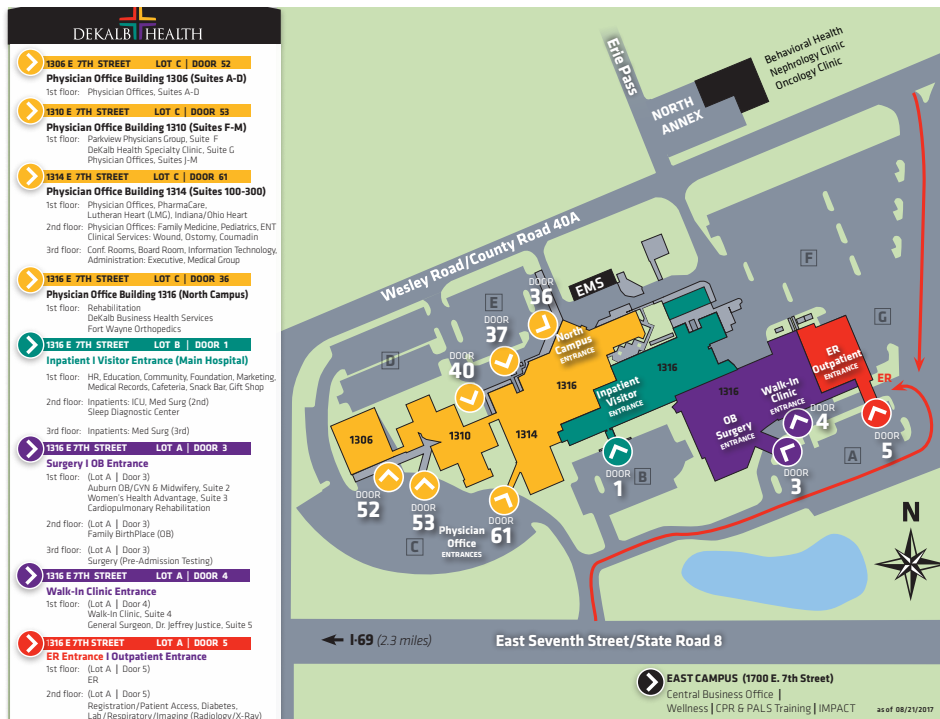 DEKALB HEALTH
1306 E 7TH STREET LOT C | DOOR 52
Physician Office Building 1306 (Suites A-D)
1st floor: Physician Offices, Suites A-D
1310 E 7TH STREET LOT C | DOOR 53
Physician Office Building 1310 (Suites F-M)
1st floor: Parkview Physicians Group, Suite F
DeKalb Health Specialty Clinic, Suite G
Physician Offices, Suites J-M
1314 E 7TH STREET LOT C | DOOR 61
Physician Office Building 1314 (Suites 100-300)
1st floor: Physician Offices, PharmaCare,
Lutheran Heart (LMG), Indiana/Ohio Heart
2nd floor: Physician Offices: Family Medicine, Pediatrics, ENT
Clinical Services: Wound, Ostomy, Coumadin
3rd floor: Conf. Rooms, Board Room, Information Technology,
Administration: Executive, Medical Group
1316 E 7TH STREET LOT C | DOOR 36
Physician Office Building 1316 (North Campus)
1st floor: Rehabilitation
DeKalb Business Health Services
Fort Wayne Orthopedics
1316 E 7TH STREET LOT B | DOOR 1
Inpatient I Visitor Entrance (Main Hospital)
1st floor: HR, Education, Community, Foundation, Marketing,
Medical Records, Cafeteria, Snack Bar, Gift Shop
2nd floor: Inpatients: ICU, Med Surg (2nd)
Sleep Diagnostic Center
3rd floor: Inpatients: Med Surg (3rd)
1316 E 7TH STREET LOT A | DOOR 3
Surgery I OB Entrance
1st floor: (Lot A | Door 3)
Auburn OB/GYN & Midwifery, Suite 2
Women's Health Advantage, Suite 3
Cardiopulmonary Rehabilitation
2nd floor: (Lot A | Door 3)
Family BirthPlace (OB)
3rd floor: (Lot A | Door 3)
Surgery (Pre-Admission Testing)
1316 E 7TH STREET LOT A | DOOR 4
Walk-In Clinic Entrance
1st floor: (Lot A | Door 4)
Walk-In Clinic, Suite 4
General Surgeon, Dr. Jeffrey Justice, Suite 5
1316 E 7TH STREET LOT A | DOOR 5
ER Entrance I Outpatient Entrance
1st floor: (Lot A | Door 5)
ER
2nd floor: (Lot A | Door 5)
Registration/Patient Access, Diabetes,
Lab/Respiratory/Imaging (Radiology/X-Ray)
Erie Pass
NORTH
ANNEX
Behavioral Health
Nephrology Clinic
Oncology Clinic
Wesley Road/County Road 40A
F
E
EMS
DOOR
36
G
DOOR
37
D
DOOR
40
North
Campus
ENTRANCE
1316
1316
Inpatient
Visitor
ENTRANCE
1316
ER
Outpatient
ENTRANCE
ER
Walk-In
Clinic
ENTRANCE
OB
Surgery
ENTRANCE
1306
1310
1314
DOOR
4
DOOR
5
A
B
DOOR
1
DOOR
3
DOOR
52
DOOR
53
DOOR
61
C
Physician
Office
ENTRANCES
N
I-69 (2.3 miles)
East Seventh Street/State Road 8
EAST CAMPUS (1700 E. 7th Street)
Central Business Office |
Wellness | CPR & PALS Training | IMPACT
as of 08/21/2017